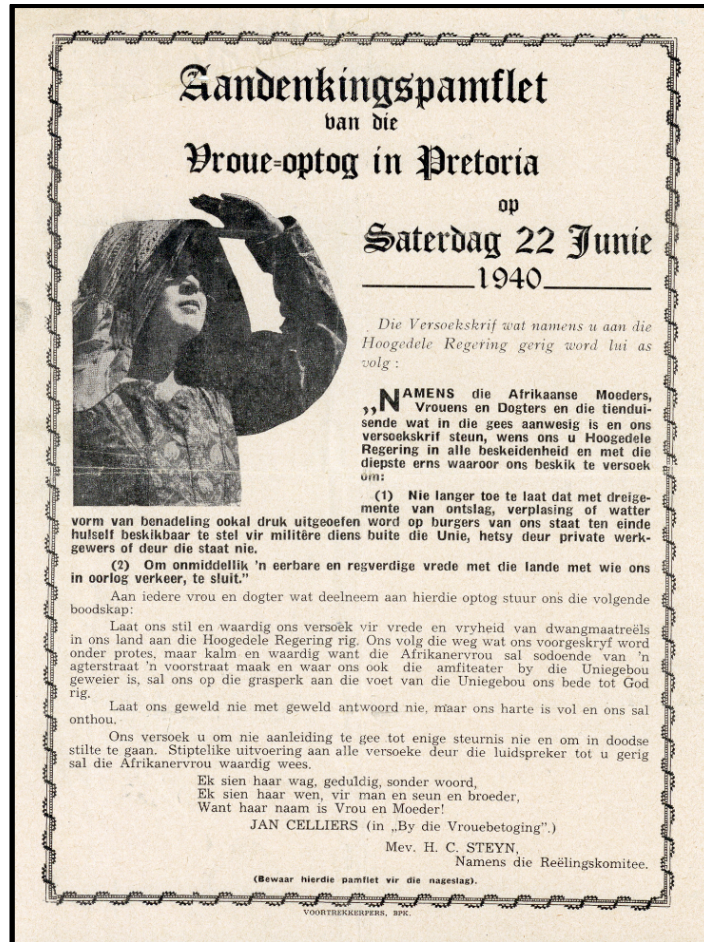 Aandenkingspamflet
van die
Vroue=optog in Pretoria
op
Saterdag 22 Junie
1940
Die Versoekskrif wat namens u aan die
Hoogedele Regering gerig word lui as
volg :
„NAMENS die Afrikaanse Moeders,
Vrouens en Dogters en die tiendui-
sende wat in die gees aanwesig is en ons
versoekskrif steun, wens ons u Hoogedele
Regering in alle beskeidenheid en met die
diepste erns waaroor ons beskik te versoek
om:
(1) Nie langer toe te laat dat met dreige-
mente van ontslag, verplasing of watter
vorm van benadeling ookal druk uitgeoefen word op burgers van ons staat ten einde
hulself beskikbaar te stel vir militêre diens buite die Unie, hetsy deur private werk-
gewers of deur die staat nie.
(2) Om onmiddellik 'n eerbare en regverdige vrede met die lande met wie ons
in oorlog verkeer, te sluit.”
Aan iedere vrou en dogter wat deelneem aan hierdie optog stuur ons die volgende
boodskap:
Laat ons stil en waardig ons versoek vir vrede en vryheid van dwangmaatreëls
in ons land aan die Hoogedele Regering rig. Ons volg die weg wat ons voorgeskryf word
onder protes, maar kalm en waardig want die Afrikanervrou sal sodoende van 'n
agterstraat 'n voorstraat maak en waar ons ook die amfiteater by die Uniegebou
geweier is, sal ons op die grasperk aan die voet van die Uniegebou ons bede tot God
rig.
Laat ons geweld nie met geweld antwoord nie, maar ons harte is vol en ons sal
onthou.
Ons versoek u om nie aanleiding te gee tot enige steurnis nie en om in doodse
stilte te gaan. Stiptelike uitvoering aan alle versoeke deur die luidspreker tot u gerig
sal die Afrikanervrou waardig wees.
Ek sien haar wag, geduldig, sonder woord,
Ek sien haar wen, vir man en seun en broeder,
Want haar naam is Vrou en Moeder!
JAN CELLIERS (in „By die Vrouebetoging”.)
Mev. H. C. STEYN,
Namens die Reëlingskomitee.
(Bewaar hierdie pamflet vir die nageslag).
VOORTREKKERPERS, BPK.